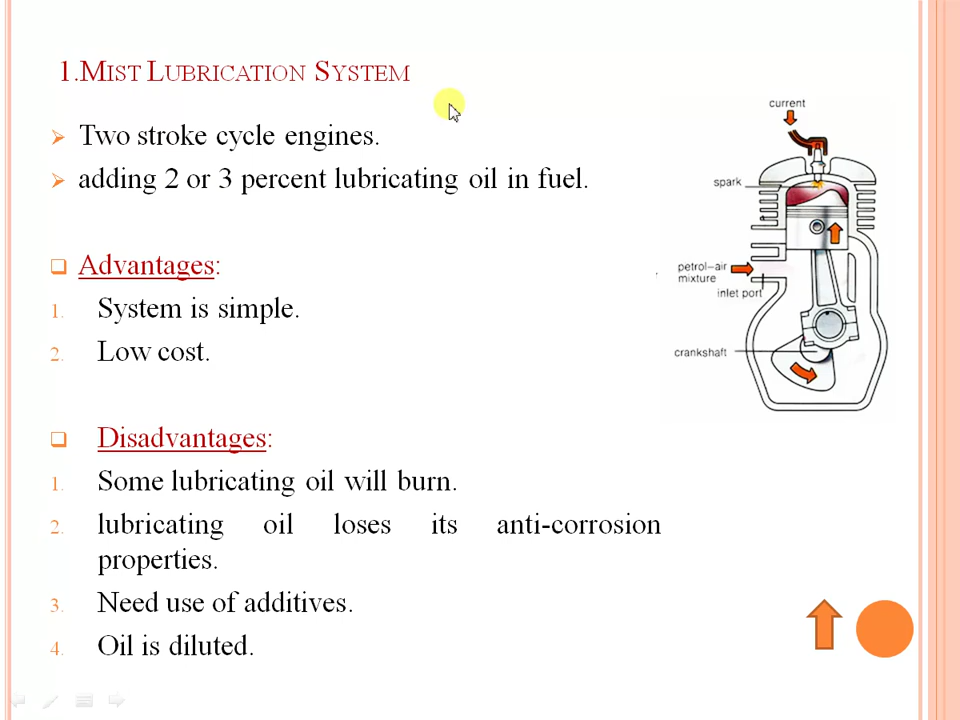 1.Mist Lubrication System
Two stroke cycle engines.
adding 2 or 3 percent lubricating oil in fuel.
Advantages:
1. System is simple.
2. Low cost.
Disadvantages:
1. Some lubricating oil will burn.
2. lubricating oil loses its anti-corrosion
properties.
3. Need use of additives.
4. Oil is diluted.
current
spark
petrol-air
mixture
inlet port
crankshaft